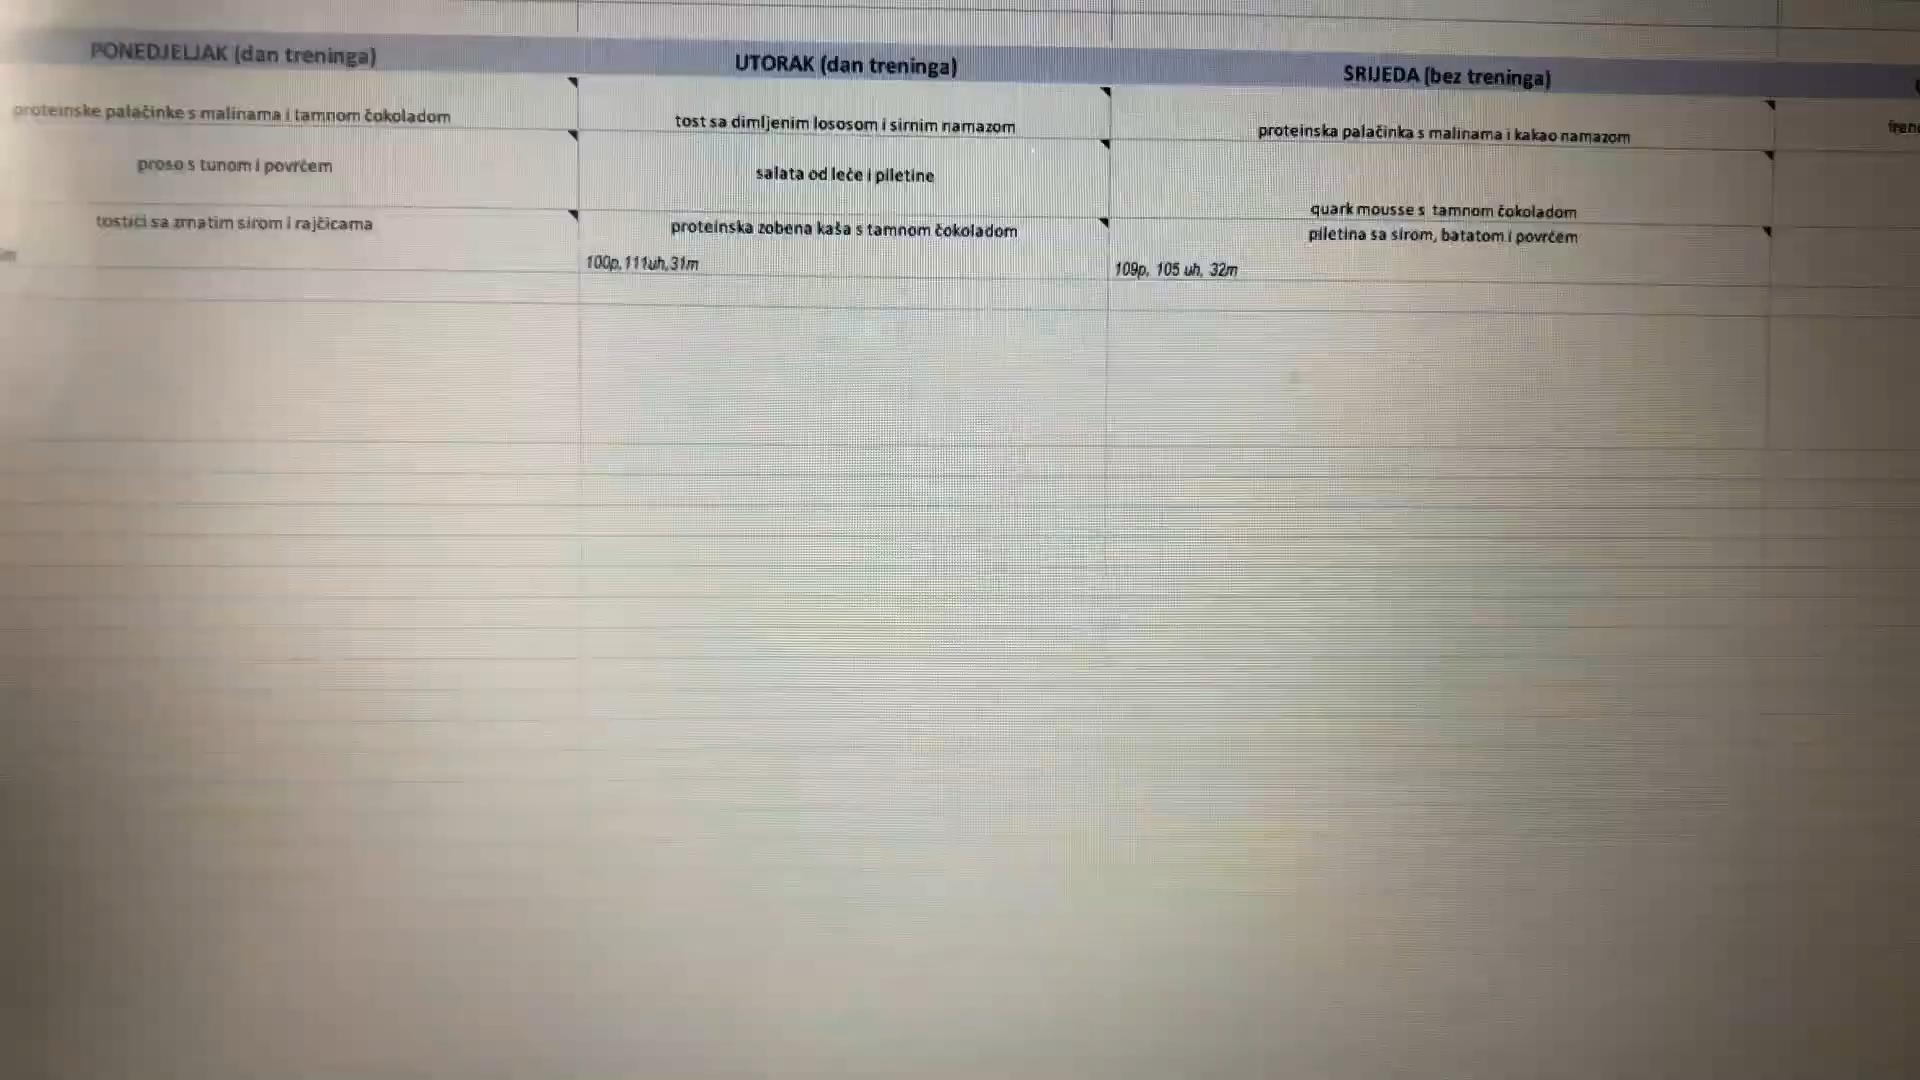 PONEDJELJAK (dan treninga)
proteinske palačinke s malinama i tamnom čokoladom
proso s tunom i povrćem
tostići sa zrnatim sirom i rajčicama
UTORAK (dan treninga)
tost sa dimljenim lososom i sirnim namazom
salata od leće i piletine
proteinska zobena kaša s tamnom čokoladom
100p, 111uh, 31m
SRIJEDA (bez treninga)
proteinska palačinka s malinama i kakao namazom
quark mousse s tamnom čokoladom
piletina sa sirom, batatom i povrćem
109p, 105 uh, 32m